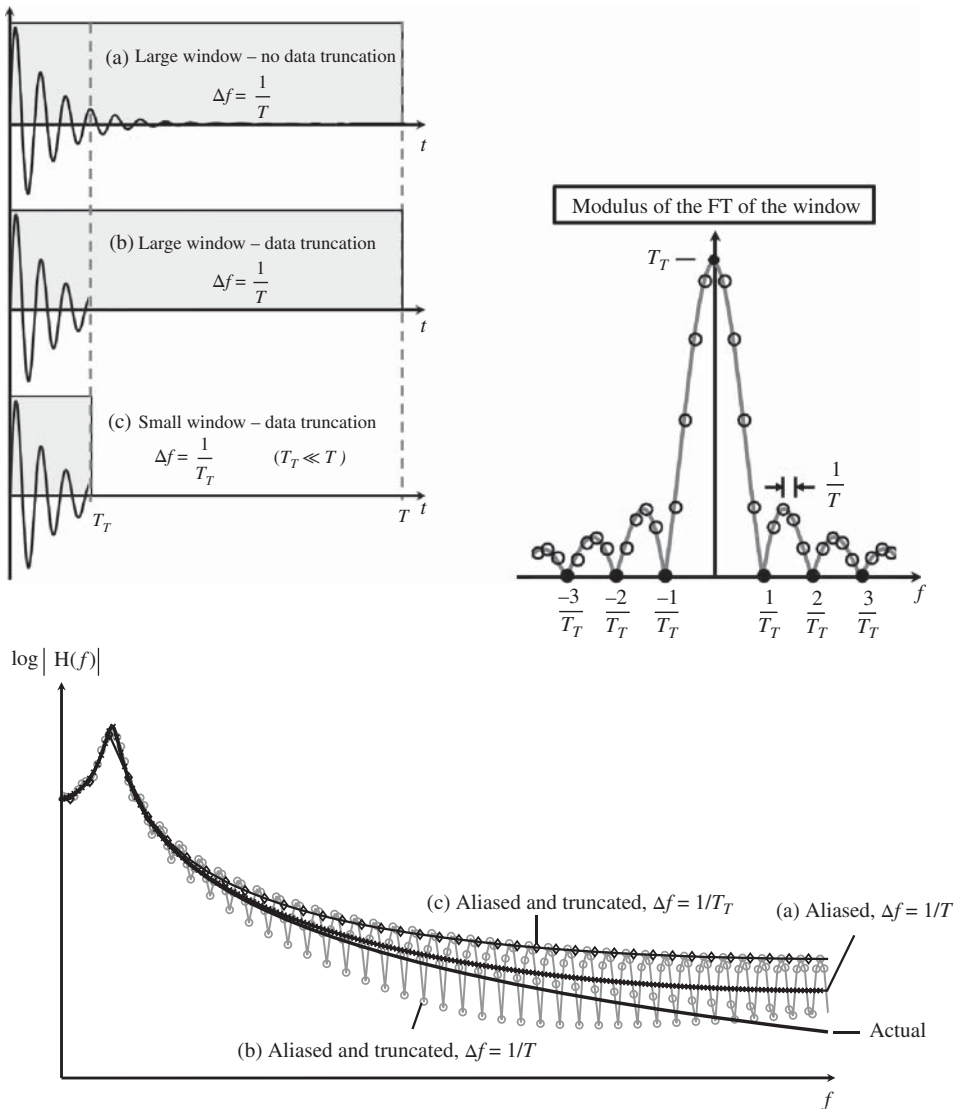 (a) Large window – no data truncation
Δf = 1/T
t
(b) Large window – data truncation
Δf = 1/T
t
(c) Small window – data truncation
Δf = 1/T_T (T_T ≪ T)
T_T T t
Modulus of the FT of the window
T_T
1/T
–3/T_T –2/T_T –1/T_T 1/T_T 2/T_T 3/T_T f
log | H(f)|
(c) Aliased and truncated, Δf = 1/T_T
(a) Aliased, Δf = 1/T
Actual
(b) Aliased and truncated, Δf = 1/T
f